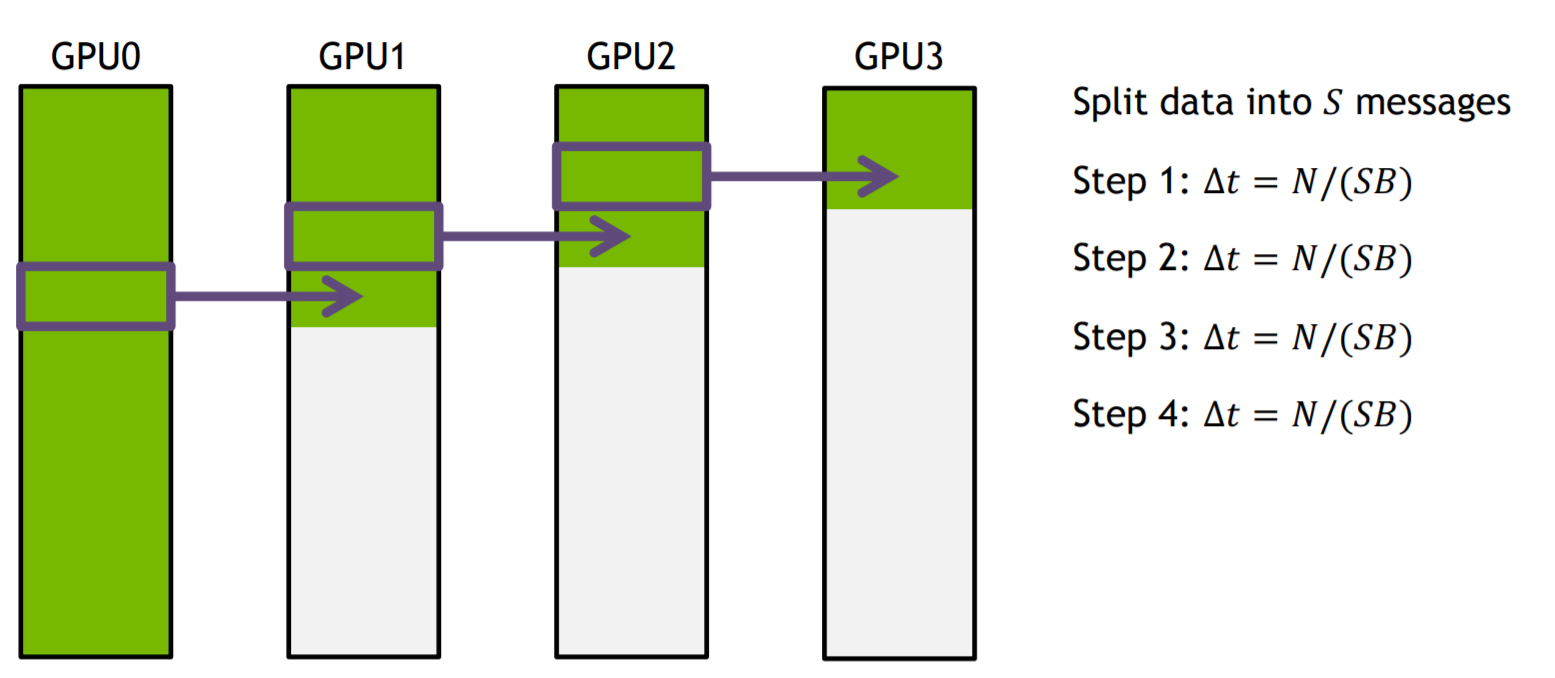 GPU0
GPU1
GPU2
GPU3
Split data into S messages
Step 1: Δt = N/(SB)
Step 2: Δt = N/(SB)
Step 3: Δt = N/(SB)
Step 4: Δt = N/(SB)